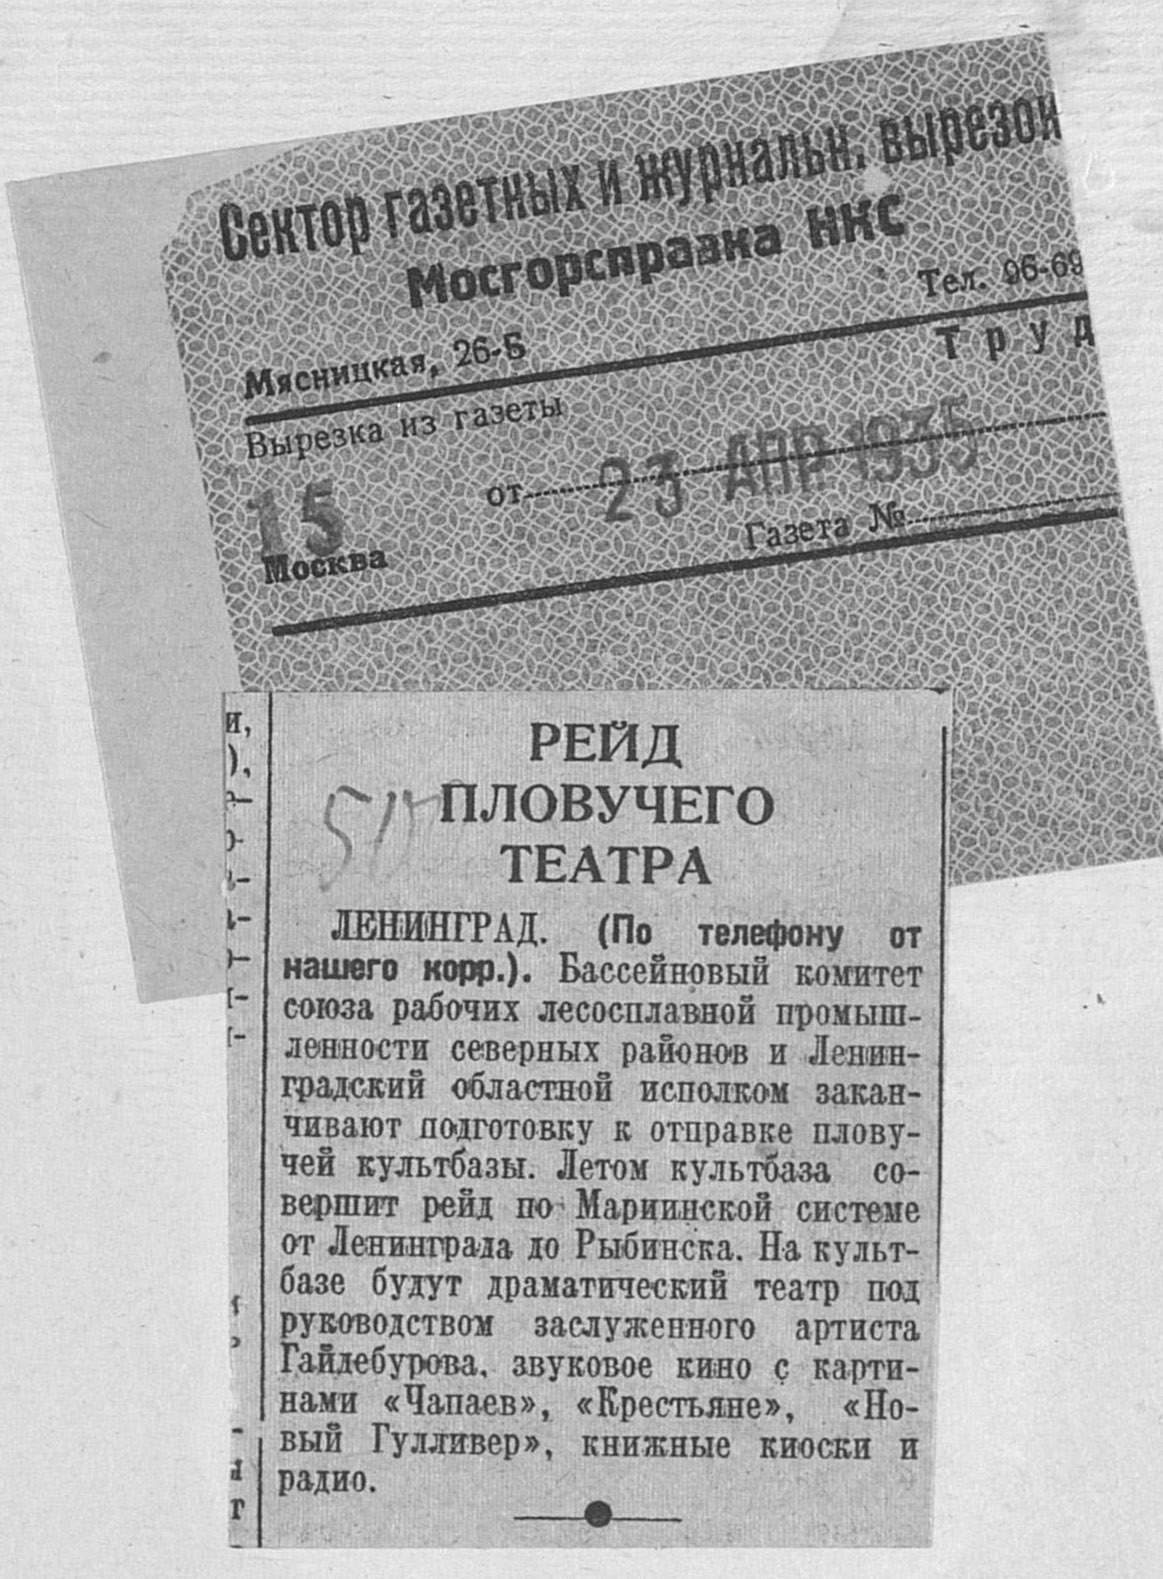 Сектор газетных и журнальн. вырезок
Мосгорсправка НКС
Мясницкая, 26-Б
Тел. 96-69
Вырезка из газеты
Труд
от 23 АПР 1935
15
Москва
Газета №
РЕЙД
ПЛОВУЧЕГО
ТЕАТРА
ЛЕНИНГРАД. (По телефону от
нашего корр.). Бассейновый комитет
союза рабочих лесосплавной промыш-
ленности северных районов и Ленин-
градский областной исполком закан-
чивают подготовку к отправке плову-
чей культбазы. Летом культбаза со-
вершит рейд по Мариинской системе
от Ленинграда до Рыбинска. На культ-
базе будут драматический театр под
руководством заслуженного артиста
Гайдебурова, звуковое кино с карти-
нами «Чапаев», «Крестьяне», «Но-
вый Гулливер», книжные киоски и
радио.